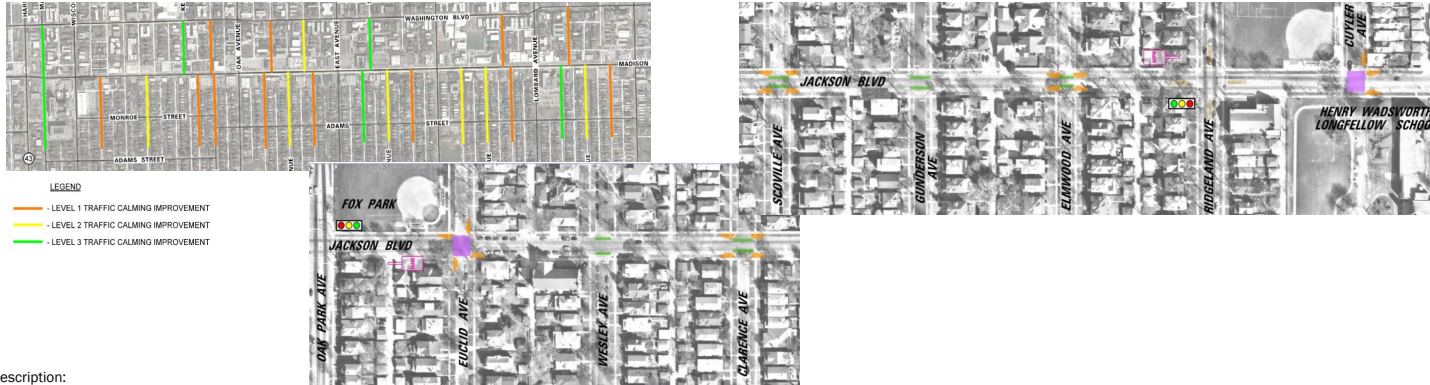 WASHINGTON BLVD
OAK AVENUE
EAST AVENUE
LOMBARD AVENUE
MADISON
MONROE STREET
ADAMS STREET
ADAMS STREET
43
LEGEND
- LEVEL 1 TRAFFIC CALMING IMPROVEMENT
- LEVEL 2 TRAFFIC CALMING IMPROVEMENT
- LEVEL 3 TRAFFIC CALMING IMPROVEMENT
FOX PARK
JACKSON BLVD
OAK PARK AVE
EUCLID AVE
WESLEY AVE
CLARENCE AVE
JACKSON BLVD
SCOVILLE AVE
GUNDERSON AVE
ELMWOOD AVE
RIDGELAND AVE
CUYLER AVE
HENRY WADSWORTH
LONGFELLOW SCHOO
escription: